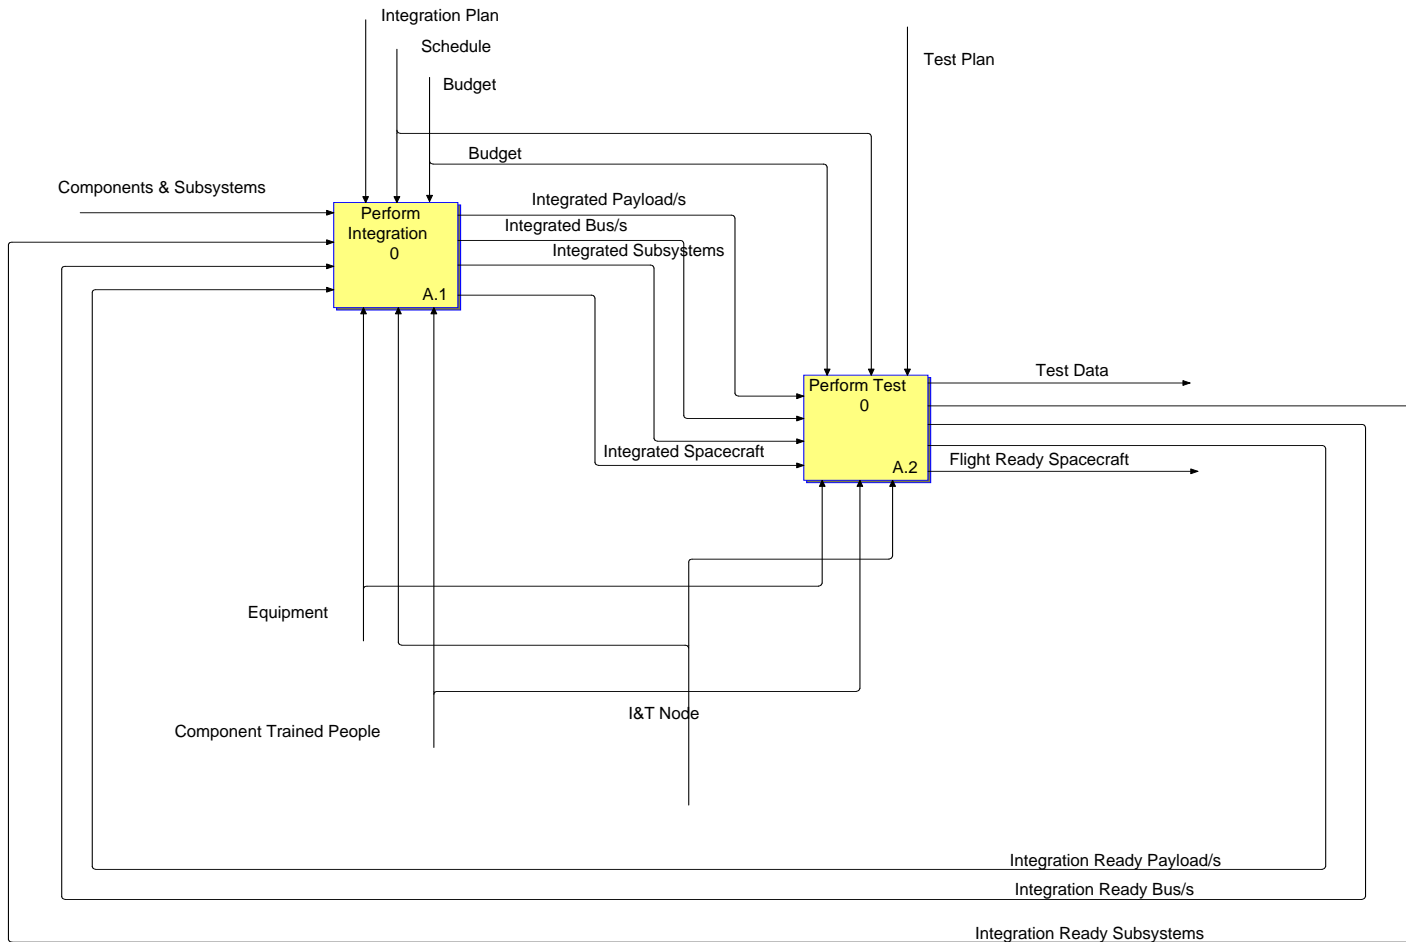 Integration Plan
Schedule
Budget
Test Plan
Budget
Components & Subsystems
Integrated Payload/s
Perform
Integration
0
A.1
Integrated Bus/s
Integrated Subsystems
Test Data
Perform Test
0
A.2
Integrated Spacecraft
Flight Ready Spacecraft
Equipment
I&T Node
Component Trained People
Integration Ready Payload/s
Integration Ready Bus/s
Integration Ready Subsystems